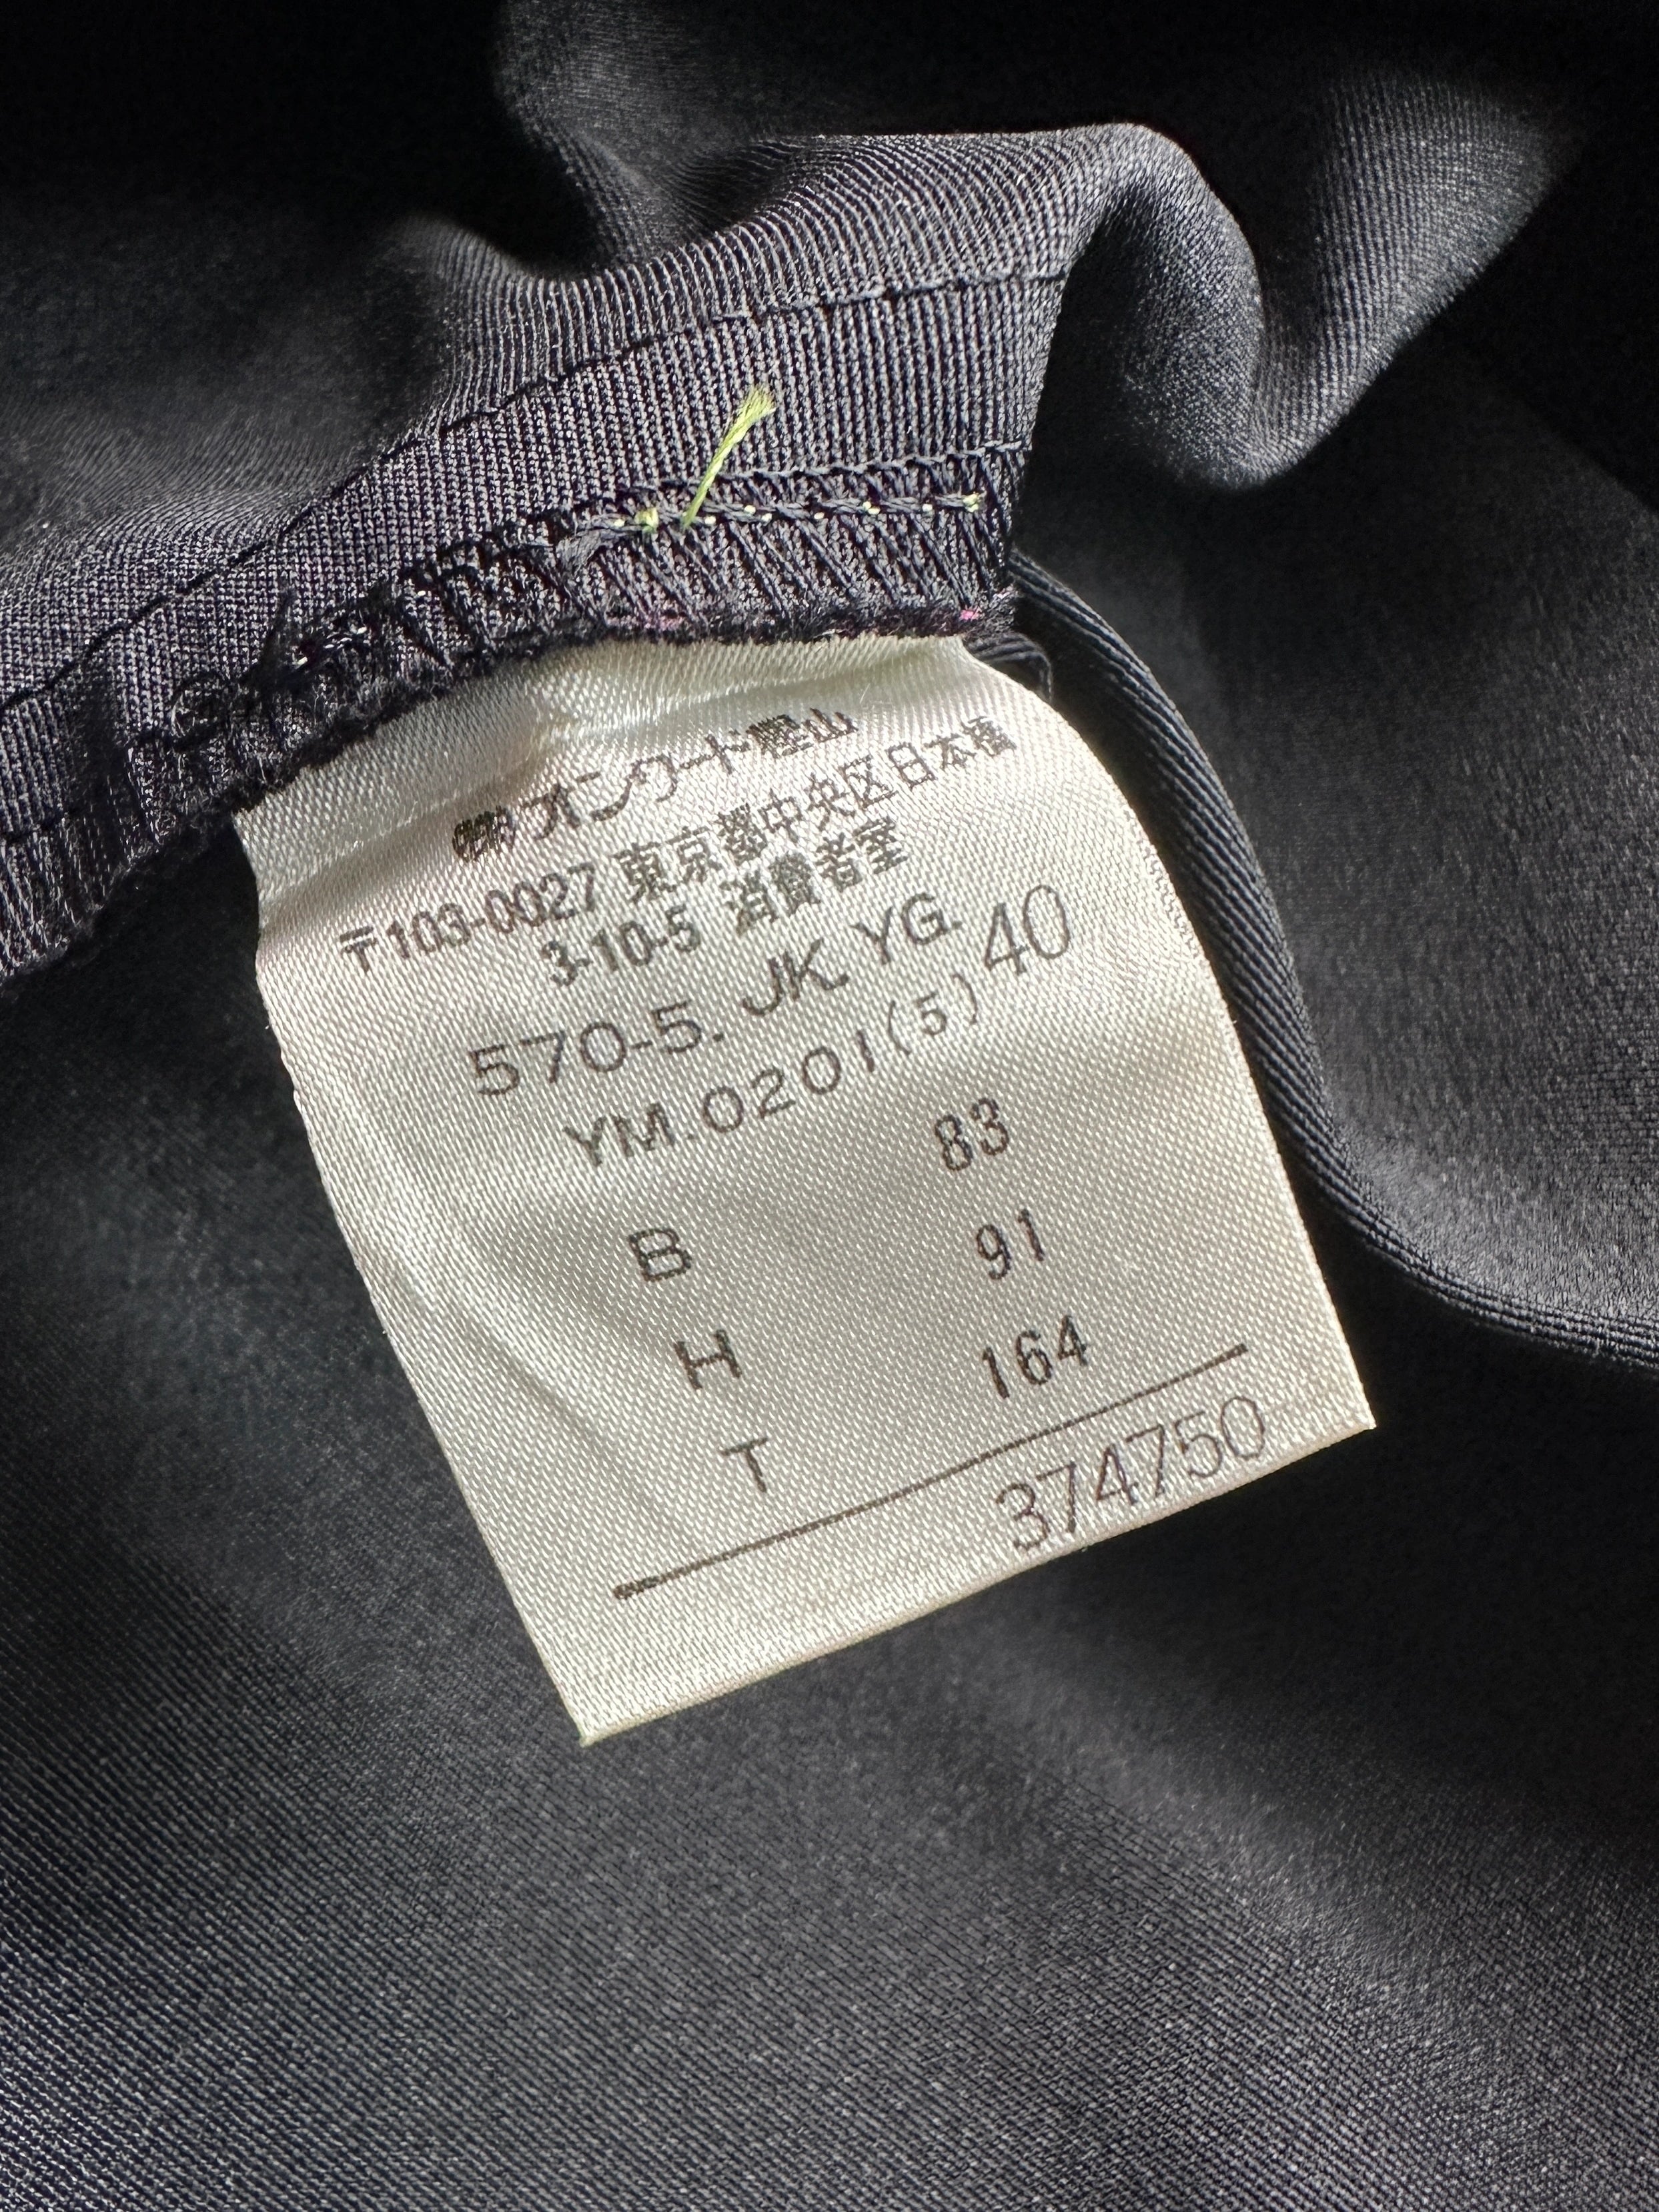 ㈱オンワード樫山
〒103-0027 東京都中央区日本橋
3-10-5 消費者室
570-5. JK. YG.
YM.0201(5) 40
B 83
H 91
T 164
374750